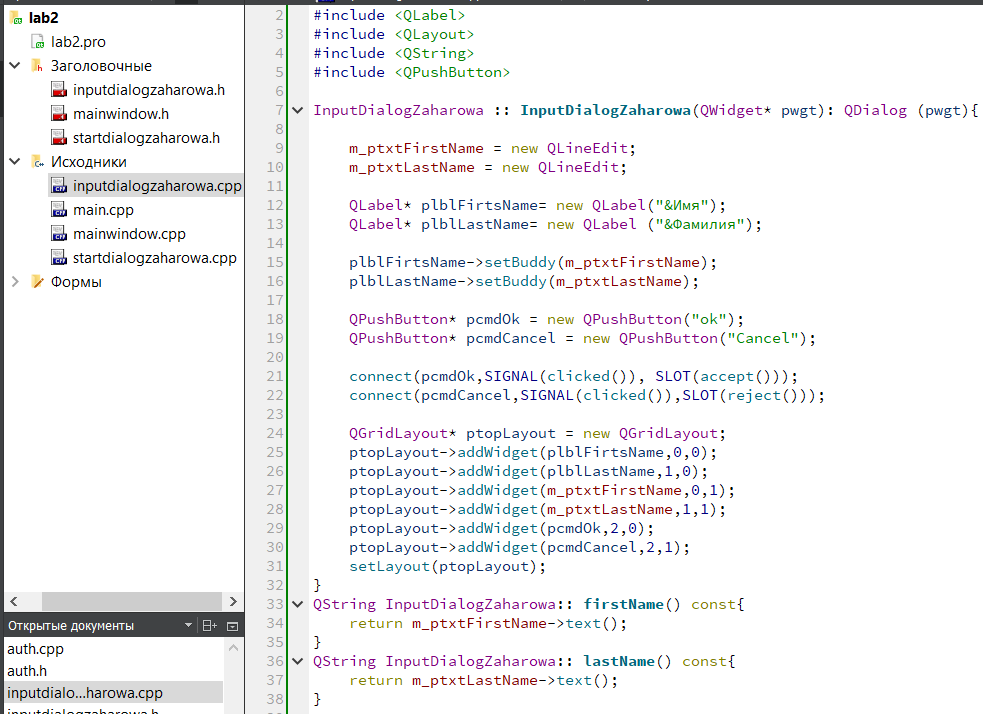 lab2
lab2.pro
Заголовочные
inputdialogzaharowa.h
mainwindow.h
startdialogzaharowa.h
Исходники
inputdialogzaharowa.cpp
main.cpp
mainwindow.cpp
startdialogzaharowa.cpp
Формы
Открытые документы
auth.cpp
auth.h
inputdialo...harowa.cpp
inputdialogzaharowa.h
2 #include <QLabel>
3 #include <QLayout>
4 #include <QString>
5 #include <QPushButton>
6
7 InputDialogZaharowa :: InputDialogZaharowa(QWidget* pwgt): QDialog (pwgt){
8
9 m_ptxtFirstName = new QLineEdit;
10 m_ptxtLastName = new QLineEdit;
11
12 QLabel* plblFirtsName= new QLabel("&Имя");
13 QLabel* plblLastName= new QLabel ("&Фамилия");
14
15 plblFirtsName->setBuddy(m_ptxtFirstName);
16 plblLastName->setBuddy(m_ptxtLastName);
17
18 QPushButton* pcmdOk = new QPushButton("ok");
19 QPushButton* pcmdCancel = new QPushButton("Cancel");
20
21 connect(pcmdOk,SIGNAL(clicked()), SLOT(accept()));
22 connect(pcmdCancel,SIGNAL(clicked()),SLOT(reject()));
23
24 QGridLayout* ptopLayout = new QGridLayout;
25 ptopLayout->addWidget(plblFirtsName,0,0);
26 ptopLayout->addWidget(plblLastName,1,0);
27 ptopLayout->addWidget(m_ptxtFirstName,0,1);
28 ptopLayout->addWidget(m_ptxtLastName,1,1);
29 ptopLayout->addWidget(pcmdOk,2,0);
30 ptopLayout->addWidget(pcmdCancel,2,1);
31 setLayout(ptopLayout);
32 }
33 QString InputDialogZaharowa:: firstName() const{
34 return m_ptxtFirstName->text();
35 }
36 QString InputDialogZaharowa:: lastName() const{
37 return m_ptxtLastName->text();
38 }